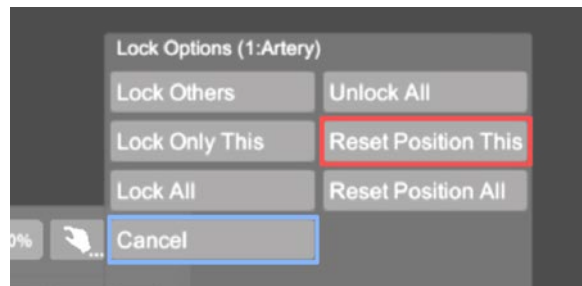 Lock Options (1:Artery)
Lock Others
Unlock All
Lock Only This
Reset Position This
Lock All
Reset Position All
Cancel
0%